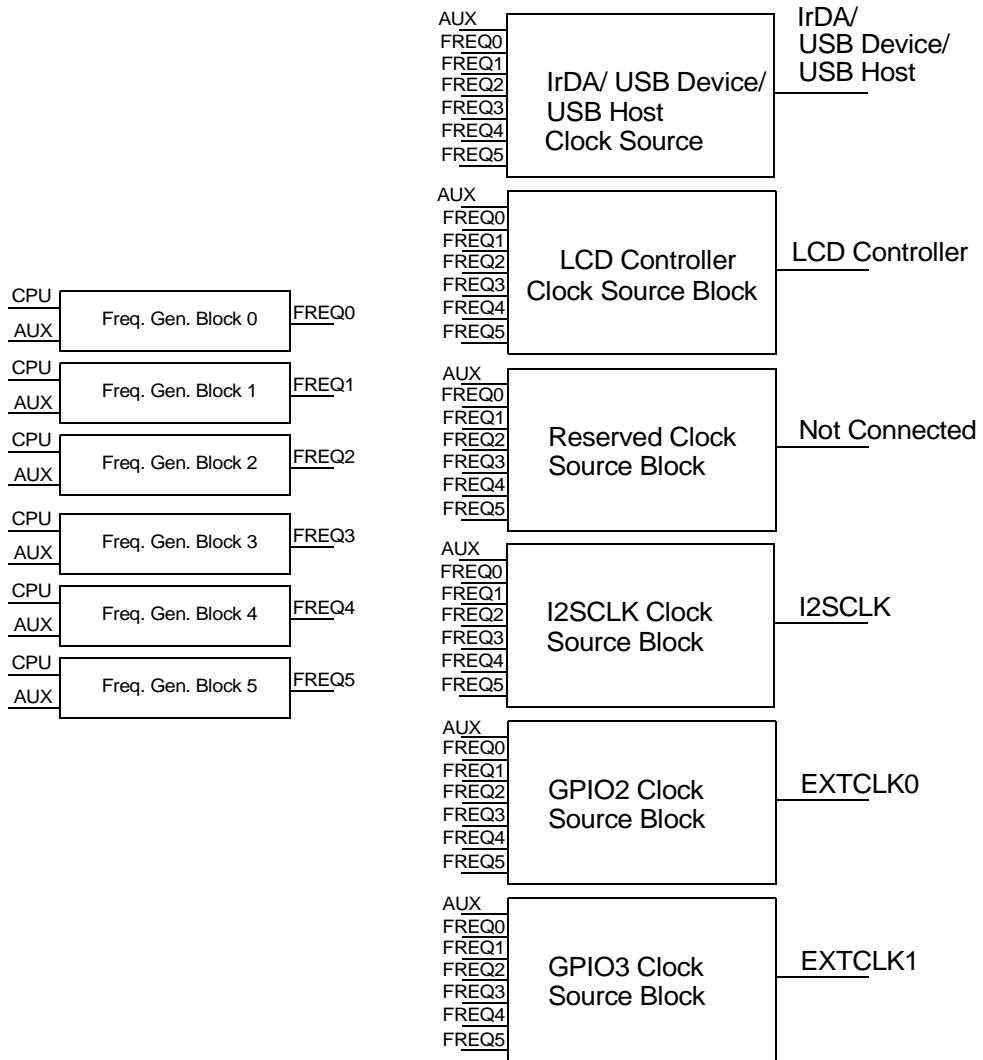 CPU
AUX
Freq. Gen. Block 0
FREQ0
CPU
AUX
Freq. Gen. Block 1
FREQ1
CPU
AUX
Freq. Gen. Block 2
FREQ2
CPU
AUX
Freq. Gen. Block 3
FREQ3
CPU
AUX
Freq. Gen. Block 4
FREQ4
CPU
AUX
Freq. Gen. Block 5
FREQ5
AUX
FREQ0
FREQ1
FREQ2
FREQ3
FREQ4
FREQ5
IrDA/ USB Device/
USB Host
Clock Source
IrDA/
USB Device/
USB Host
AUX
FREQ0
FREQ1
FREQ2
FREQ3
FREQ4
FREQ5
LCD Controller
Clock Source Block
LCD Controller
AUX
FREQ0
FREQ1
FREQ2
FREQ3
FREQ4
FREQ5
Reserved Clock
Source Block
Not Connected
AUX
FREQ0
FREQ1
FREQ2
FREQ3
FREQ4
FREQ5
I2SCLK Clock
Source Block
I2SCLK
AUX
FREQ0
FREQ1
FREQ2
FREQ3
FREQ4
FREQ5
GPIO2 Clock
Source Block
EXTCLK0
AUX
FREQ0
FREQ1
FREQ2
FREQ3
FREQ4
FREQ5
GPIO3 Clock
Source Block
EXTCLK1